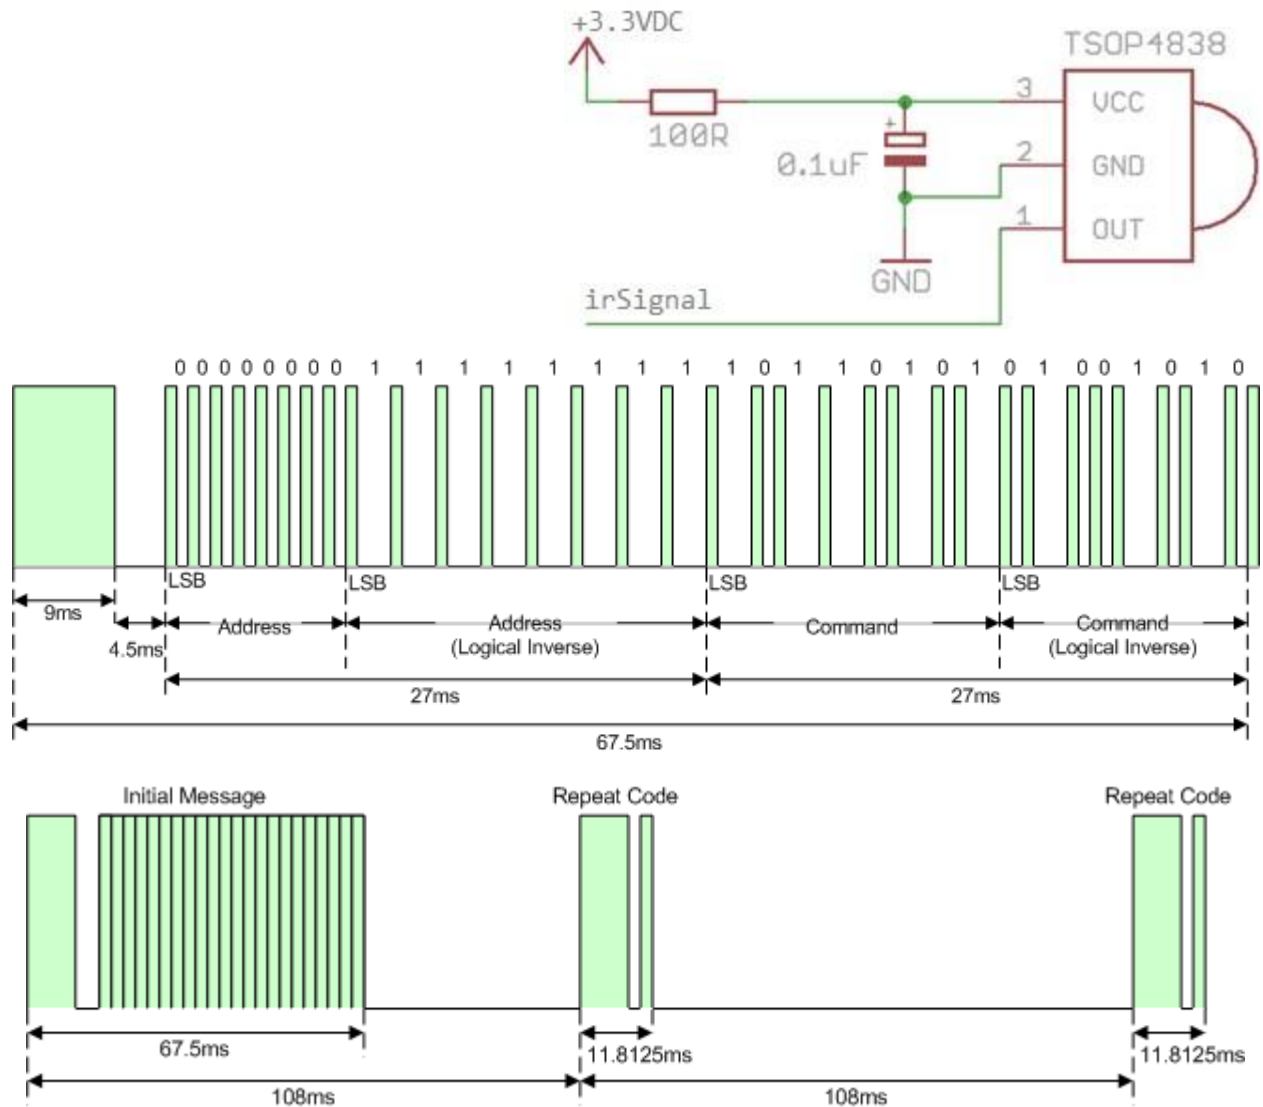 +3.3VDC
TSOP4838
100R
0.1uF
+
3 VCC
2 GND
1 OUT
GND
irSignal
0 0 0 0 0 0 0 0 1 1 1 1 1 1 1 1 1 0 1 1 0 1 0 1 0 1 0 0 1 0 1 0
LSB LSB LSB LSB
9ms
4.5ms
Address
Address
(Logical Inverse)
Command
Command
(Logical Inverse)
27ms 27ms
67.5ms
Initial Message Repeat Code Repeat Code
67.5ms 11.8125ms 11.8125ms
108ms 108ms